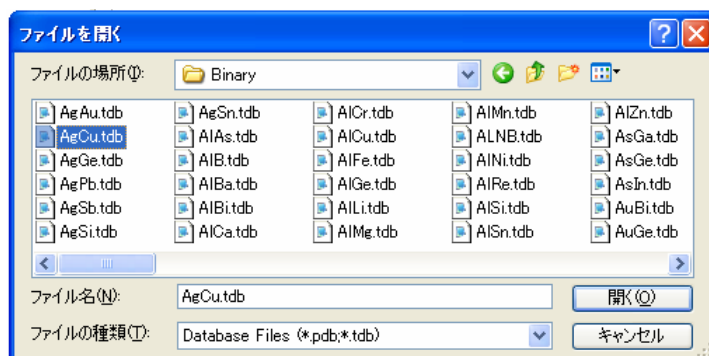 ファイルを開く
ファイルの場所(I):
Binary
AgAu.tdb AgSn.tdb AlCr.tdb AlMn.tdb AlZn.tdb
AgCu.tdb AlAs.tdb AlCu.tdb ALNB.tdb AsGa.tdb
AgGe.tdb AlB.tdb AlFe.tdb AlNi.tdb AsGe.tdb
AgPb.tdb AlBa.tdb AlGe.tdb AlRe.tdb AsIn.tdb
AgSb.tdb AlBi.tdb AlLi.tdb AlSi.tdb AuBi.tdb
AgSi.tdb AlCa.tdb AlMg.tdb AlSn.tdb AuGe.tdb
ファイル名(N):
AgCu.tdb
開く(O)
ファイルの種類(T):
Database Files (*.pdb;*.tdb)
キャンセル